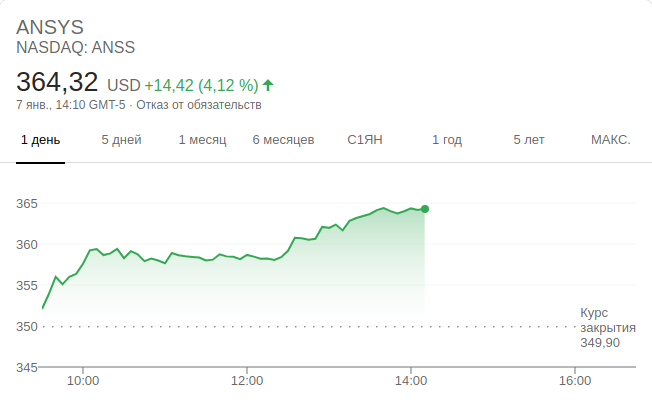 ANSYS
NASDAQ: ANSS
364,32 USD +14,42 (4,12 %)
7 янв., 14:10 GMT-5 · Отказ от обязательств
1 день 5 дней 1 месяц 6 месяцев С1ЯН 1 год 5 лет МАКС.
365
360
355
350
345
Курс
закрытия
349,90
10:00 12:00 14:00 16:00